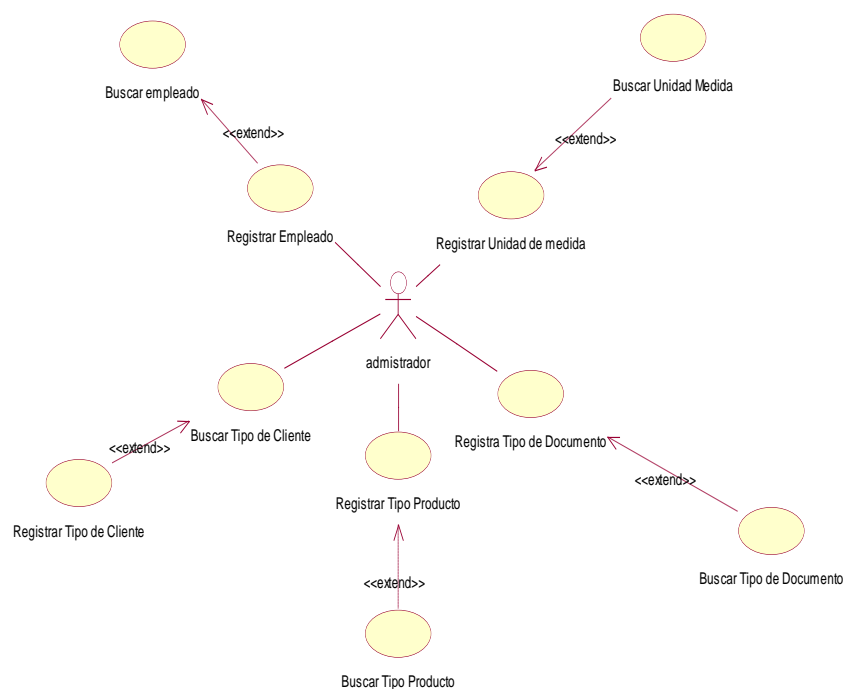 Buscar empleado
Buscar Unidad Medida
<<extend>>
<<extend>>
Registrar Empleado
Registrar Unidad de medida
admistrador
Buscar Tipo de Cliente
Registra Tipo de Documento
<<extend>>
<<extend>>
Registrar Tipo Producto
Registrar Tipo de Cliente
<<extend>>
Buscar Tipo de Documento
Buscar Tipo Producto